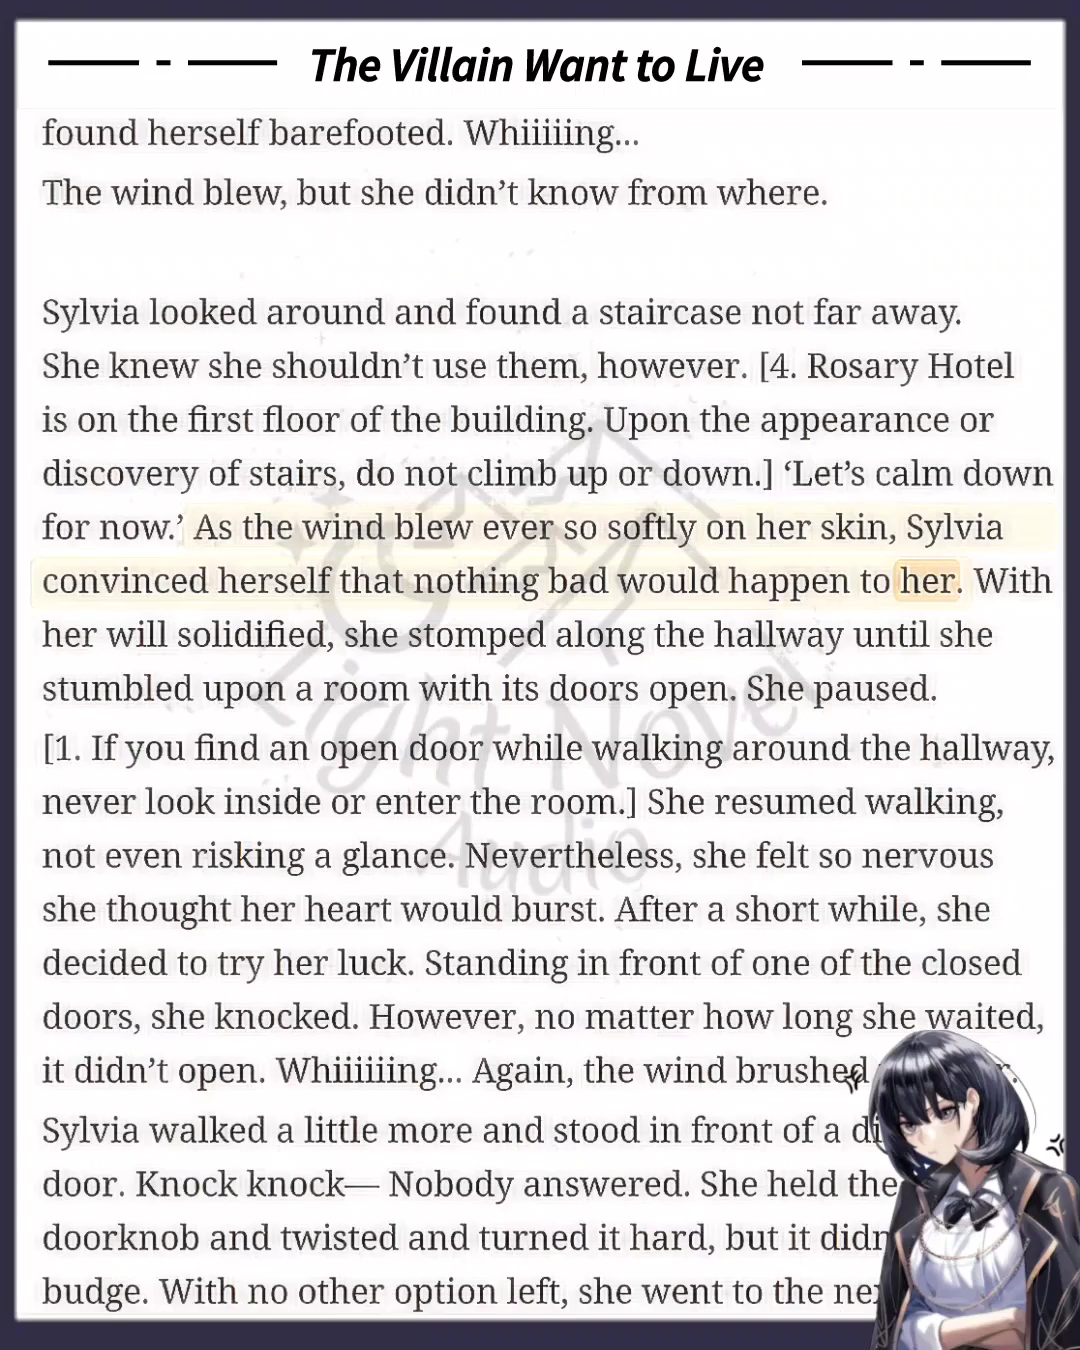 The Villain Want to Live
found herself barefooted. Whiiiiing...
The wind blew, but she didn’t know from where.
Sylvia looked around and found a staircase not far away.
She knew she shouldn’t use them, however. [4. Rosary Hotel
is on the first floor of the building. Upon the appearance or
discovery of stairs, do not climb up or down.] ‘Let’s calm down
for now.’ As the wind blew ever so softly on her skin, Sylvia
convinced herself that nothing bad would happen to her. With
her will solidified, she stomped along the hallway until she
stumbled upon a room with its doors open. She paused.
[1. If you find an open door while walking around the hallway,
never look inside or enter the room.] She resumed walking,
not even risking a glance. Nevertheless, she felt so nervous
she thought her heart would burst. After a short while, she
decided to try her luck. Standing in front of one of the closed
doors, she knocked. However, no matter how long she waited,
it didn’t open. Whiiiiiing... Again, the wind brushed
Sylvia walked a little more and stood in front of a
door. Knock knock— Nobody answered. She held the
doorknob and twisted and turned it hard, but it
budge. With no other option left, she went to the
Light Novel
Audio